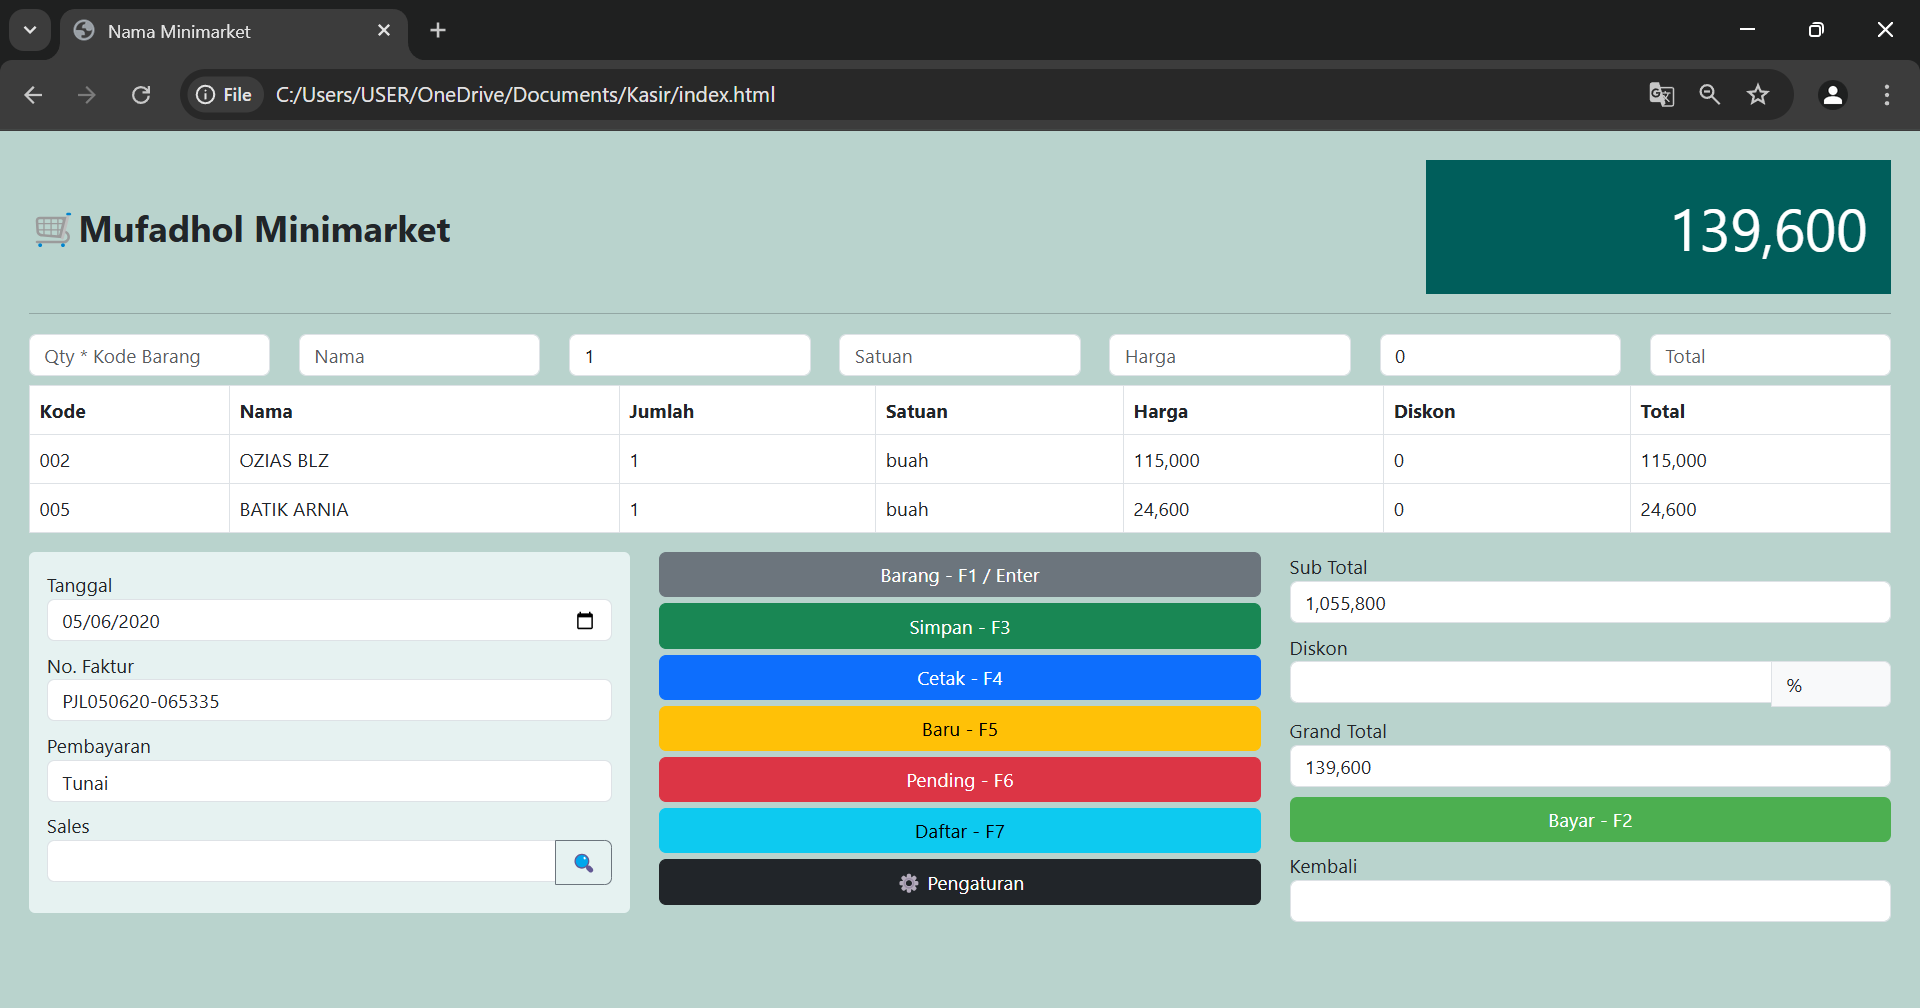 Nama Minimarket
File C:/Users/USER/OneDrive/Documents/Kasir/index.html
Mufadhol Minimarket
139,600
Qty * Kode Barang Nama 1 Satuan Harga 0 Total
Kode Nama Jumlah Satuan Harga Diskon Total
002 OZIAS BLZ 1 buah 115,000 0 115,000
005 BATIK ARNIA 1 buah 24,600 0 24,600
Tanggal
05/06/2020
No. Faktur
PJL050620-065335
Pembayaran
Tunai
Sales
Barang - F1 / Enter
Simpan - F3
Cetak - F4
Baru - F5
Pending - F6
Daftar - F7
Pengaturan
Sub Total
1,055,800
Diskon
%
Grand Total
139,600
Bayar - F2
Kembali